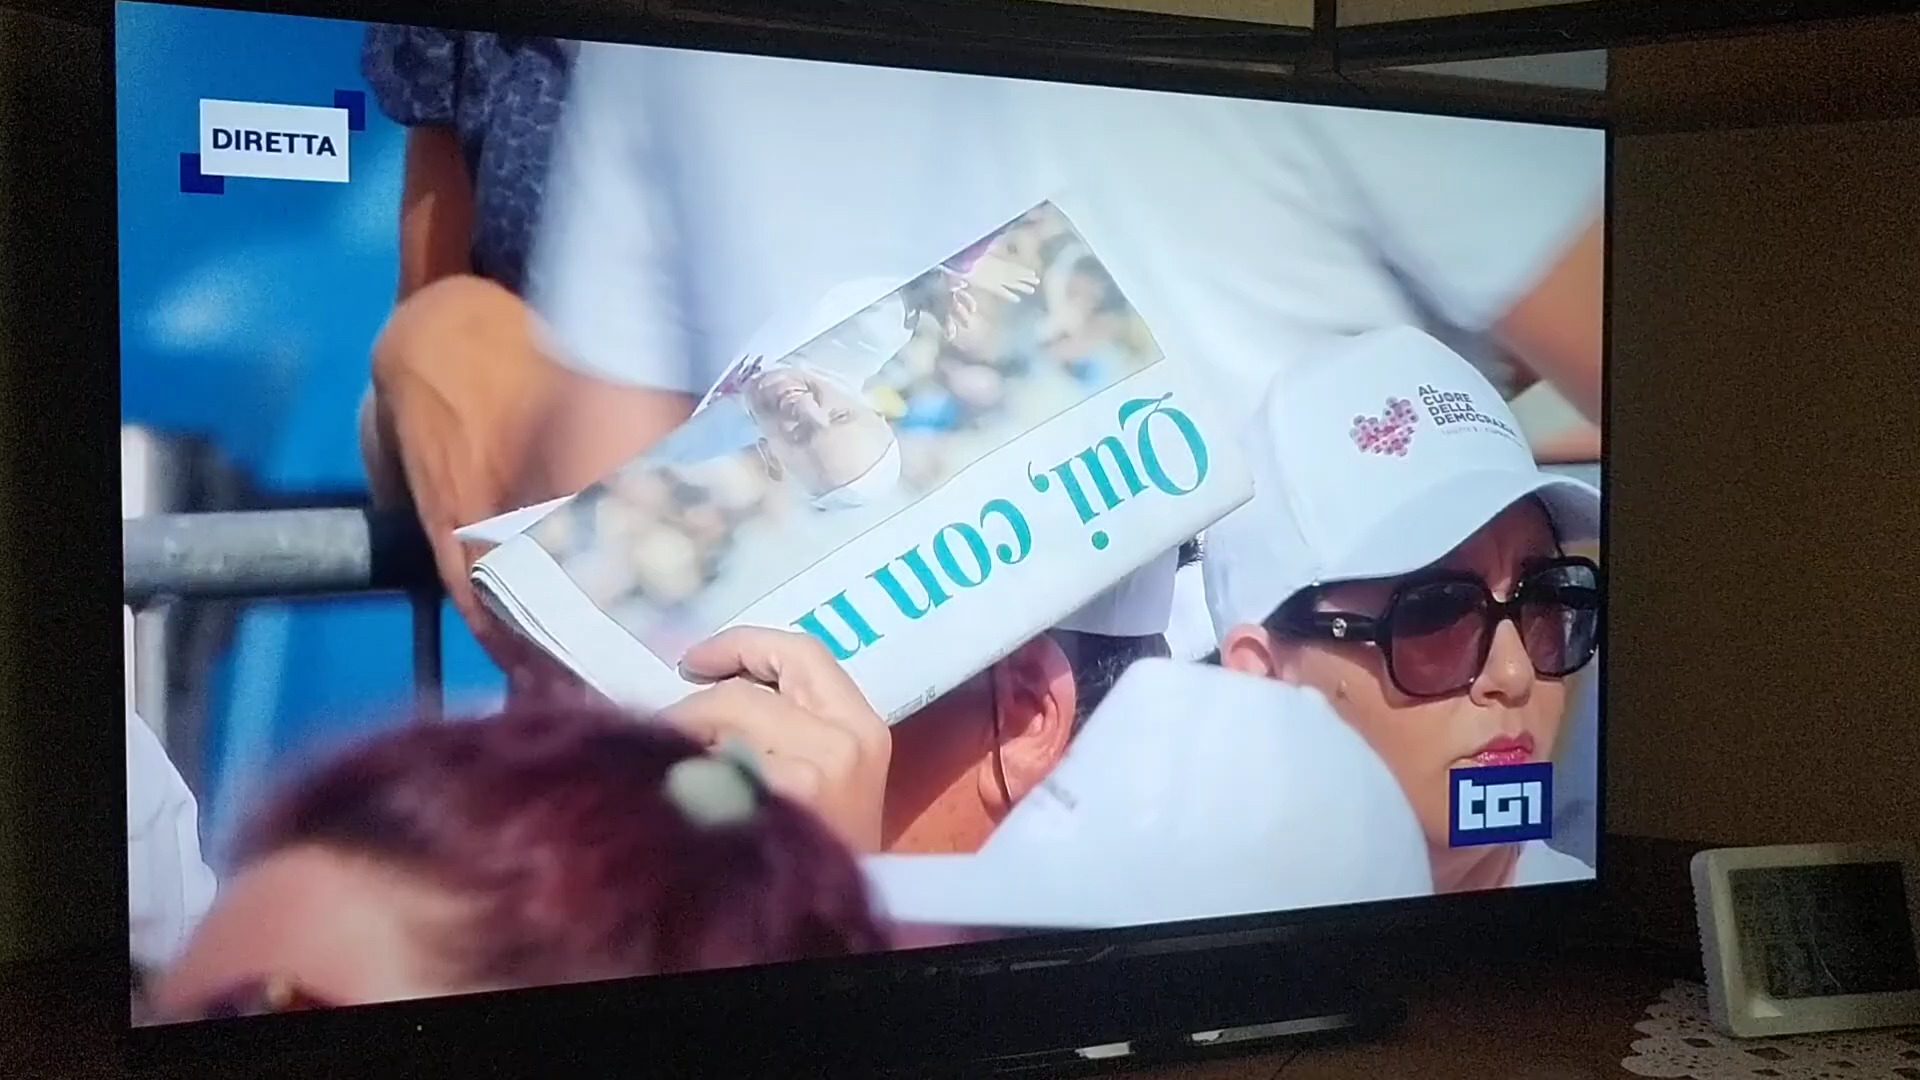 DIRETTA
Qui, con n
AL
CUORE
DELLA
DEMOCRAZIA
tG1